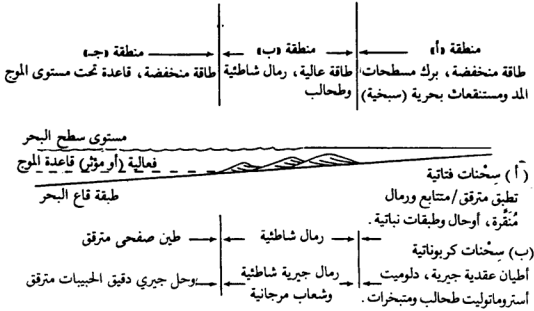 منطقة (أ)
طاقة منخفضة، برك مسطحات
المد ومستنقعات بحرية (سبخية)
منطقة (ب)
طاقة عالية، رمال شاطئية
وطحالب
منطقة (جـ)
طاقة منخفضة، قاعدة تحت مستوى الموج
مستوى سطح البحر
فعالية (أو مؤثر) قاعدة الموج
طبقة قاع البحر
(أ) سِحْنات فتاتية
تطبق مترقق/متتابع ورمال
مُنَقَّرة، أوحال وطبقات نباتية.
رمال شاطئية
طين صفحي مترقق
(ب) سِحْنات كربوناتية
أطيان عقدية جيرية، دلوميت
أستروماتوليت طحالب ومتبخرات.
رمال جيرية شاطئية
وشعاب مرجانية
وحل جيري دقيق الحبيبات مترقق